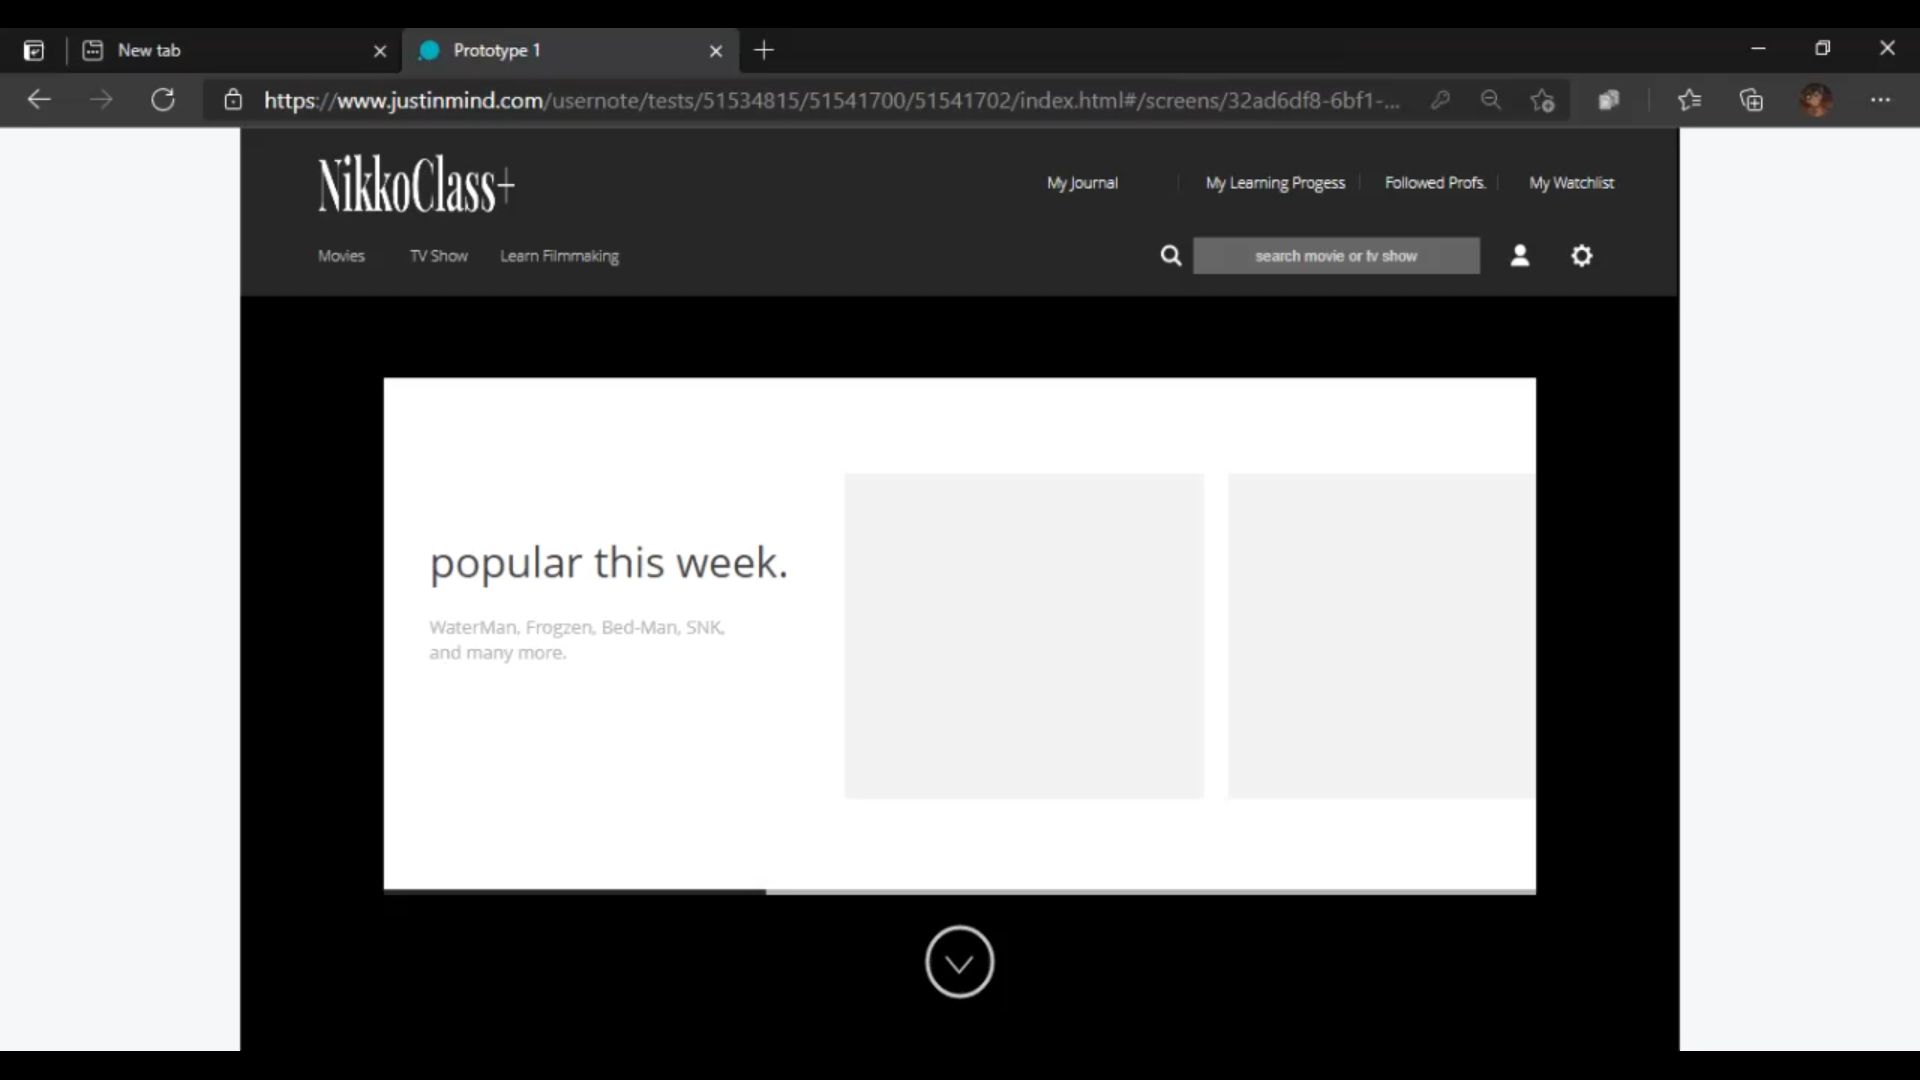 New tab
Prototype 1
https://www.justinmind.com/usernote/tests/51534815/51541700/51541702/index.html#/screens/32ad6df8-6bf1-...
NikkoClass+
My Journal
My Learning Progess
Followed Profs.
My Watchlist
Movies
TV Show
Learn Filmmaking
search movie or tv show
popular this week.
WaterMan, Frogzen, Bed-Man, SNK,
and many more.